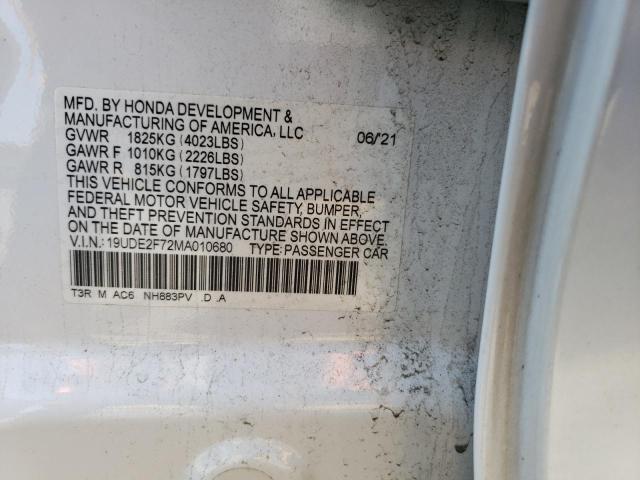 MFD. BY HONDA DEVELOPMENT &
MANUFACTURING OF AMERICA, LLC 06/'21
GVWR 1825KG (4023LBS)
GAWR F 1010KG (2226LBS)
GAWR R 815KG (1797LBS)
THIS VEHICLE CONFORMS TO ALL APPLICABLE
FEDERAL MOTOR VEHICLE SAFETY, BUMPER,
AND THEFT PREVENTION STANDARDS IN EFFECT
ON THE DATE OF MANUFACTURE SHOWN ABOVE.
V.I.N.: 19UDE2F72MA010680 TYPE: PASSENGER CAR
T3R M AC6 NH883PV .D .A